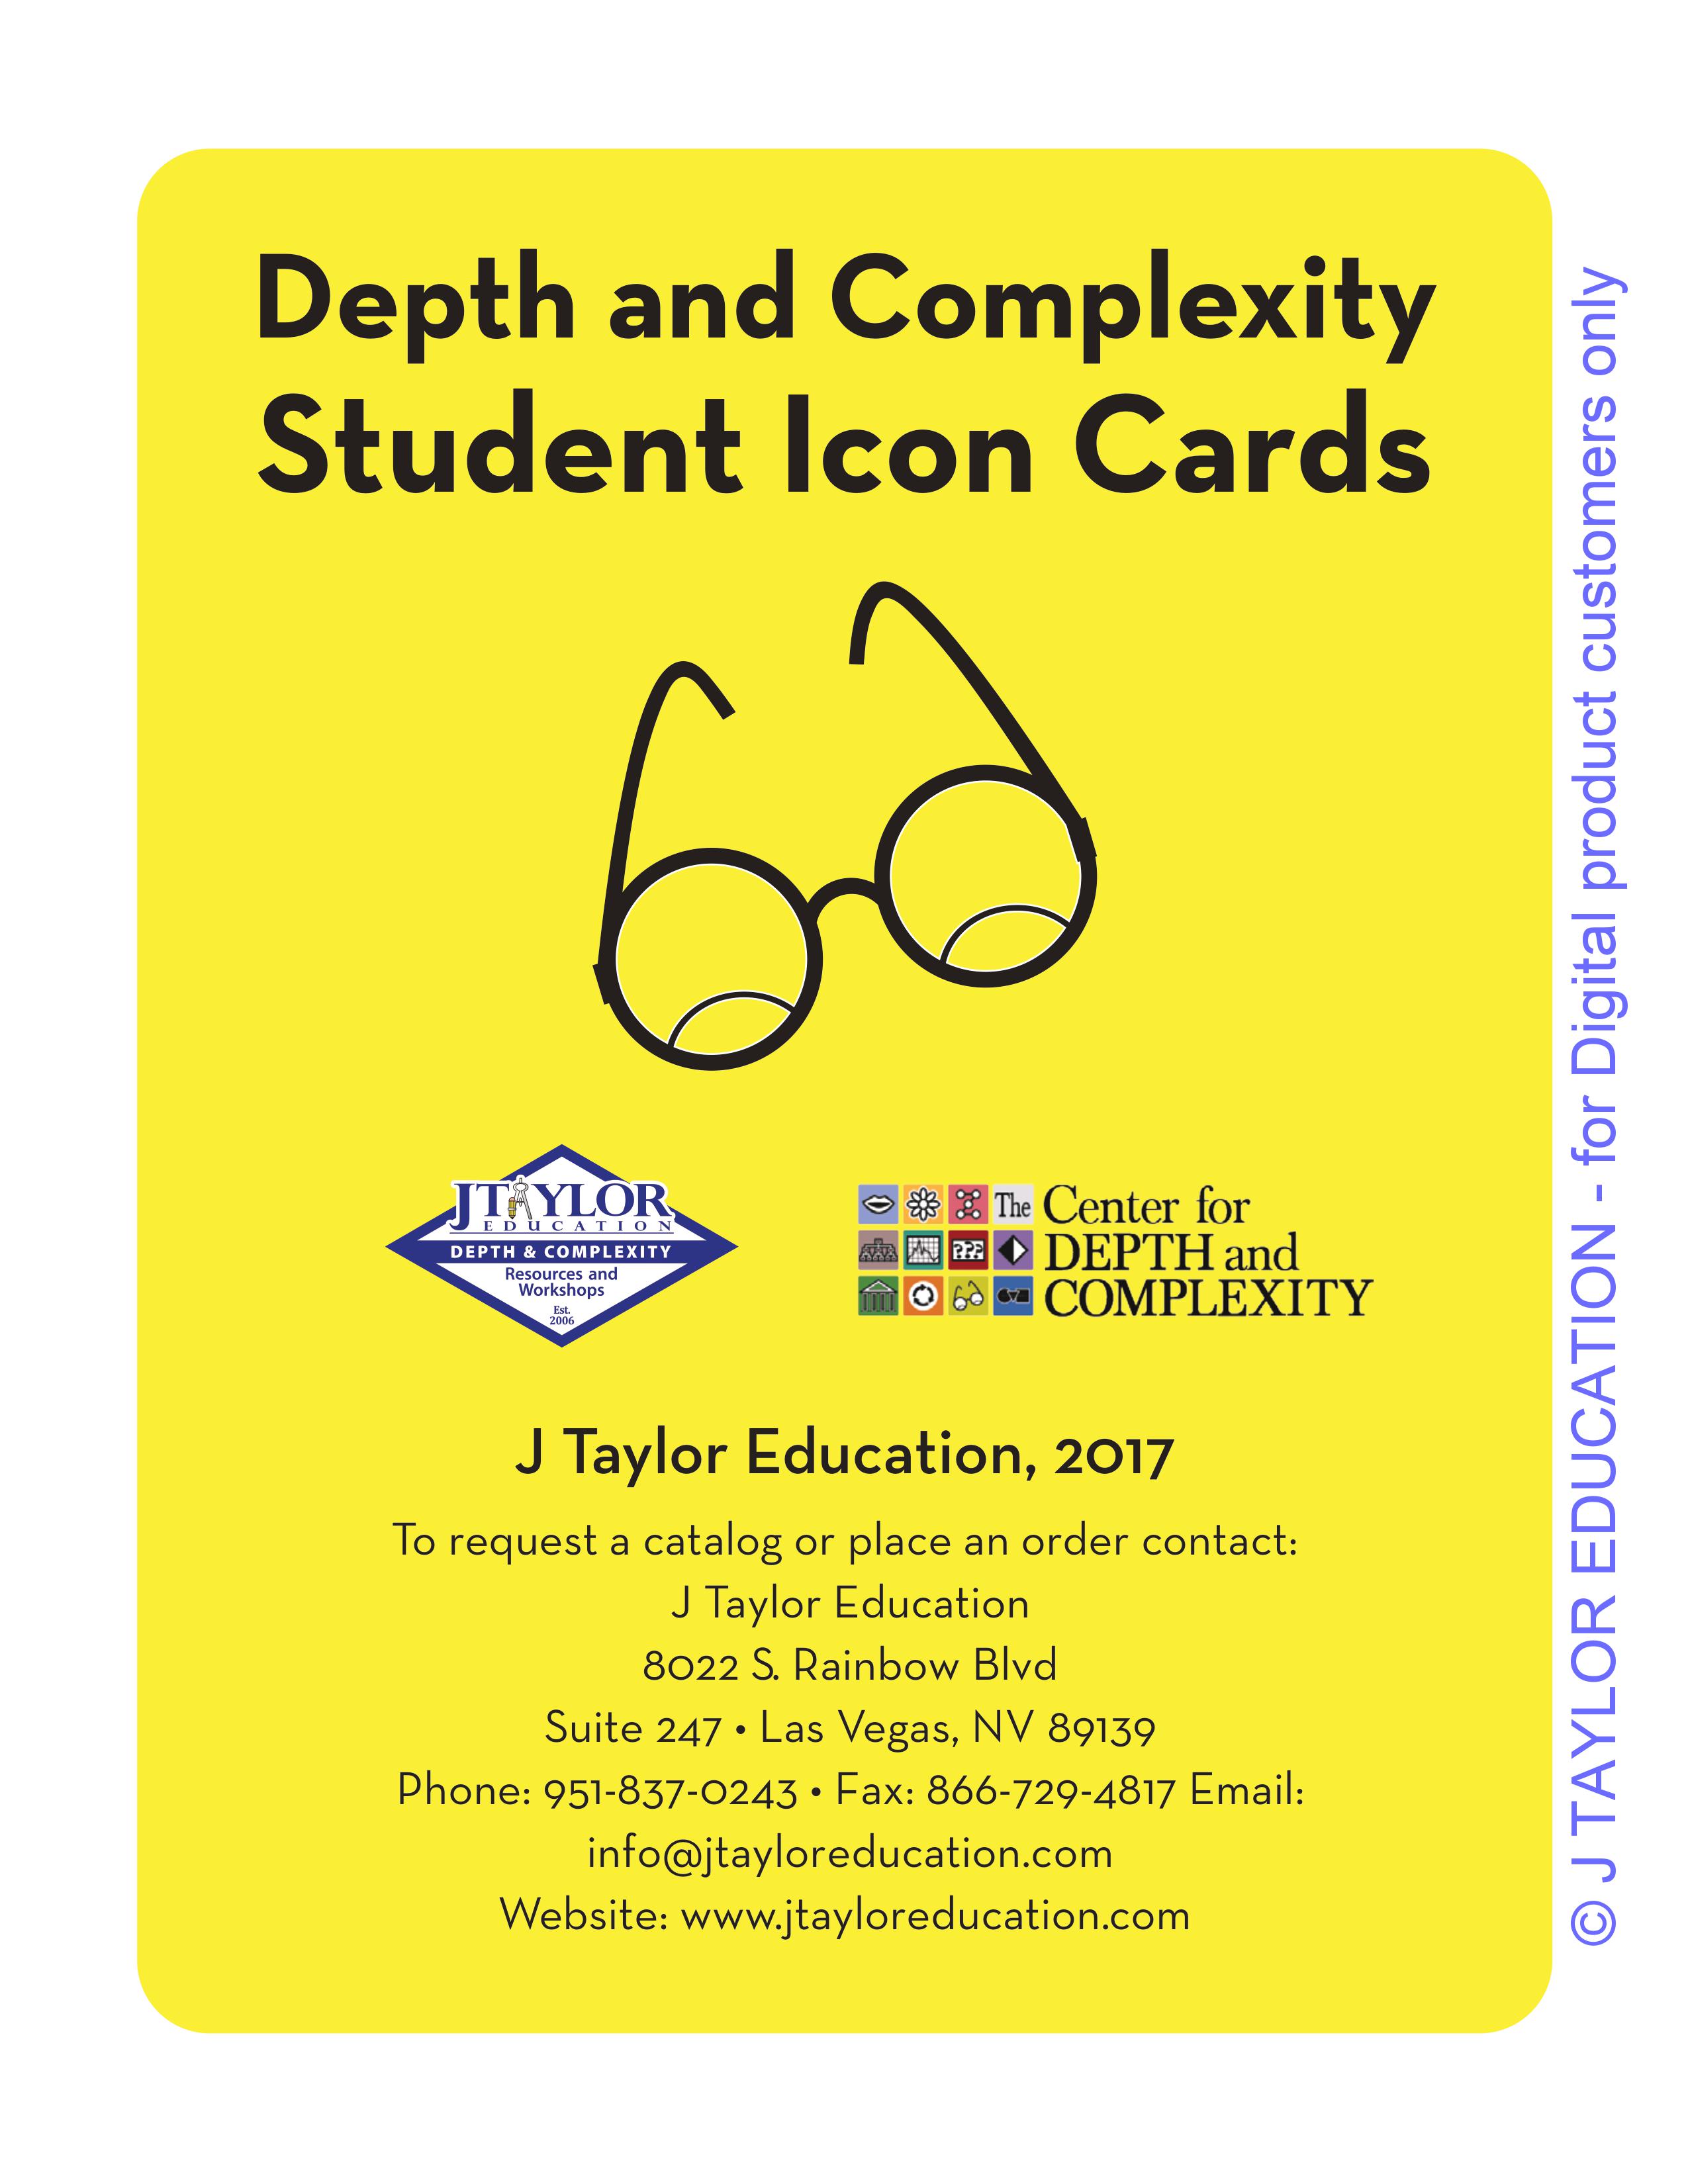 Depth and Complexity
Student Icon Cards
JTAYLOR
EDUCATION
DEPTH & COMPLEXITY
Resources and
Workshops
Est.
2006
The Center for
DEPTH and
???
COMPLEXITY
J Taylor Education, 2017
To request a catalog or place an order contact:
J Taylor Education
8022 S. Rainbow Blvd
Suite 247 • Las Vegas, NV 89139
Phone: 951-837-0243 • Fax: 866-729-4817 Email:
info@jtayloreducation.com
Website: www.jtayloreducation.com
© J TAYLOR EDUCATION - for Digital product customers only